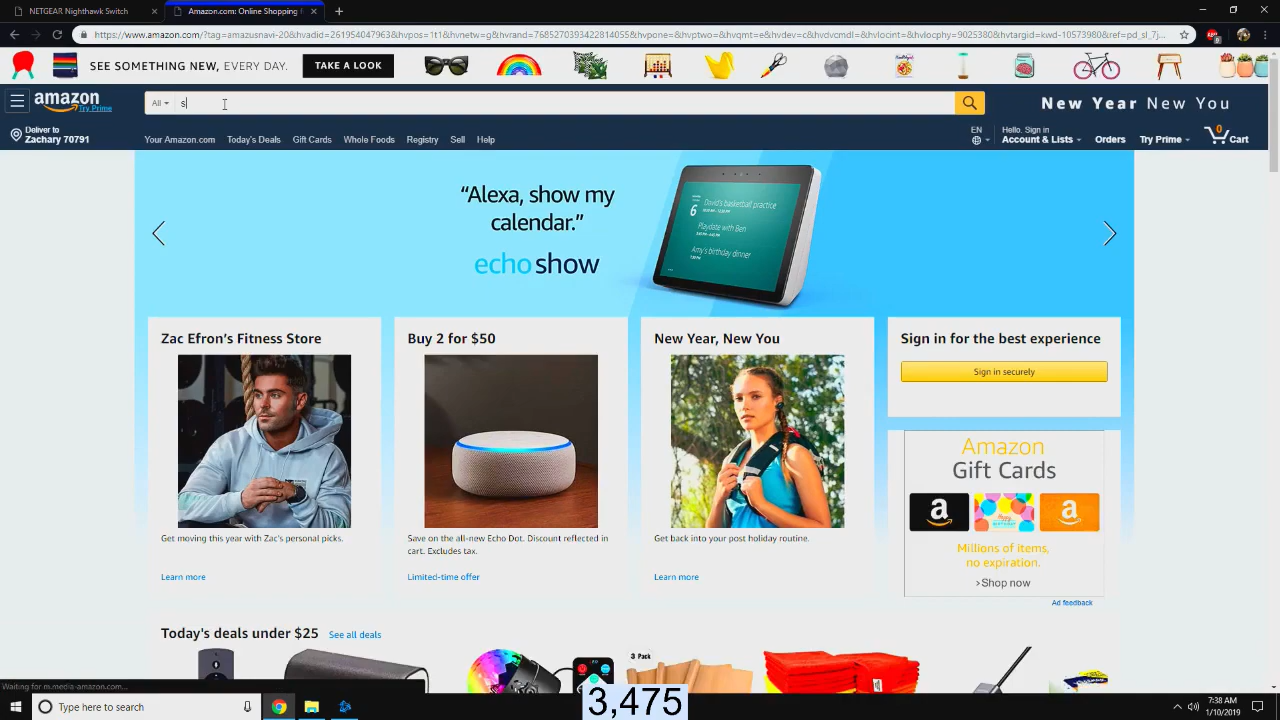 NETGEAR Nighthawk Switch
Amazon.com: Online Shopping
https://www.amazon.com/?tag=amazusnavi-20&hvadid=261954047963&hvpos=1t1&hvnetw=g&hvrand=7685270393422814055&hvpone=&hvptwo=&hvqmt=e&hvdev=c&hvdvcmdl=&hvlocint=&hvlocphy=9025380&hvtargid=kwd-10573980&ref=pd_sl_7j...
SEE SOMETHING NEW, EVERY DAY.
TAKE A LOOK
amazon
Try Prime
All
S
New Year New You
Deliver to
Zachary 70791
Your Amazon.com
Today's Deals
Gift Cards
Whole Foods
Registry
Sell
Help
EN
Hello. Sign in
Account & Lists
Orders
Try Prime
0
Cart
“Alexa, show my
calendar.”
echo show
6
David's basketball practice
Playdate with Ben
Amy's birthday dinner
Zac Efron’s Fitness Store
Get moving this year with Zac's personal picks.
Learn more
Buy 2 for $50
Save on the all-new Echo Dot. Discount reflected in
cart. Excludes tax.
Limited-time offer
New Year, New You
Get back into your post holiday routine.
Learn more
Sign in for the best experience
Sign in securely
Amazon
Gift Cards
Millions of items,
no expiration.
›Shop now
Ad feedback
Today's deals under $25
See all deals
3 Pack
Waiting for m.media-amazon.com...
Type here to search
3,475
7:38 AM
1/10/2019